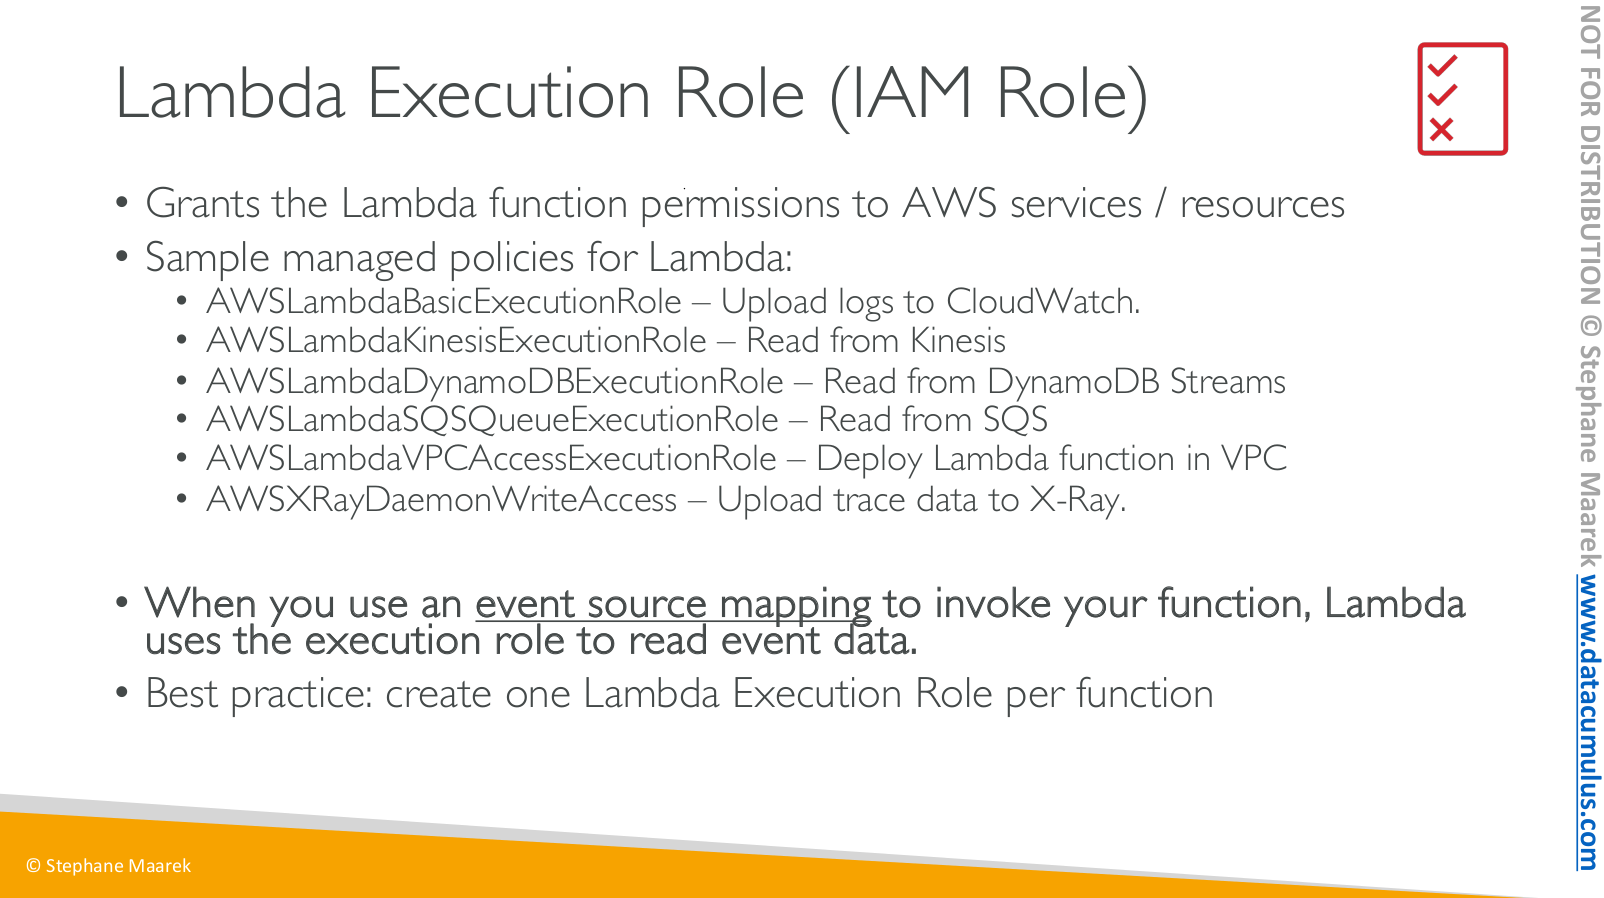 Lambda Execution Role (IAM Role)
• Grants the Lambda function permissions to AWS services / resources
• Sample managed policies for Lambda:
• AWSLambdaBasicExecutionRole – Upload logs to CloudWatch.
• AWSLambdaKinesisExecutionRole – Read from Kinesis
• AWSLambdaDynamoDBExecutionRole – Read from DynamoDB Streams
• AWSLambdaSQSQueueExecutionRole – Read from SQS
• AWSLambdaVPCAccessExecutionRole – Deploy Lambda function in VPC
• AWSXRayDaemonWriteAccess – Upload trace data to X-Ray.
• When you use an event source mapping to invoke your function, Lambda
uses the execution role to read event data.
• Best practice: create one Lambda Execution Role per function
© Stephane Maarek
NOT FOR DISTRIBUTION © Stephane Maarek www.datacumulus.com